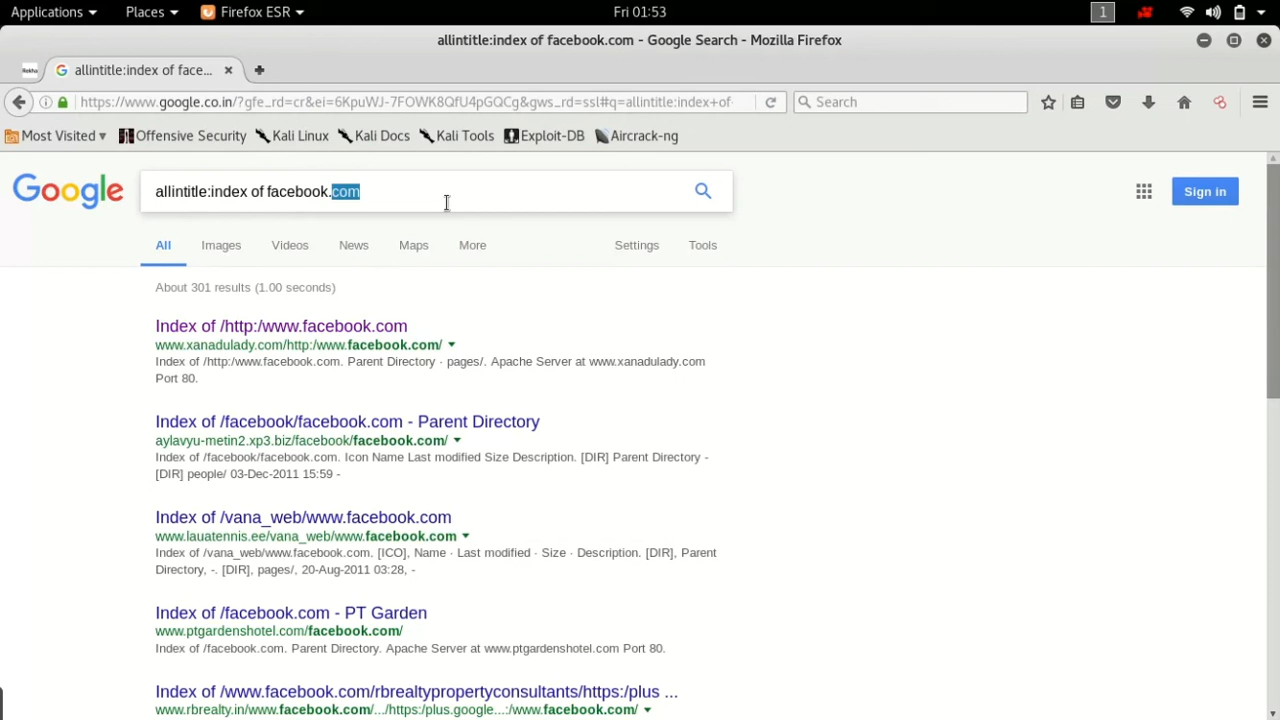 Applications Places Firefox ESR Fri 01:53 1
allintitle:index of facebook.com - Google Search - Mozilla Firefox
Rekha allintitle:index of face...
https://www.google.co.in/?gfe_rd=cr&ei=6KpuWJ-7FOWK8QfU4pGQCg&gws_rd=ssl#q=allintitle:index+of- Search
Most Visited Offensive Security Kali Linux Kali Docs Kali Tools Exploit-DB Aircrack-ng
Google allintitle:index of facebook.com Sign in
All Images Videos News Maps More Settings Tools
About 301 results (1.00 seconds)
Index of /http:/www.facebook.com
www.xanadulady.com/http:/www.facebook.com/
Index of /http:/www.facebook.com. Parent Directory · pages/. Apache Server at www.xanadulady.com
Port 80.
Index of /facebook/facebook.com - Parent Directory
aylavyu-metin2.xp3.biz/facebook/facebook.com/
Index of /facebook/facebook.com. Icon Name Last modified Size Description. [DIR] Parent Directory -
[DIR] people/ 03-Dec-2011 15:59 -
Index of /vana_web/www.facebook.com
www.lauatennis.ee/vana_web/www.facebook.com
Index of /vana_web/www.facebook.com. [ICO], Name · Last modified · Size · Description. [DIR], Parent
Directory, -. [DIR], pages/, 20-Aug-2011 03:28, -
Index of /facebook.com - PT Garden
www.ptgardenshotel.com/facebook.com/
Index of /facebook.com. Parent Directory. Apache Server at www.ptgardenshotel.com Port 80.
Index of /www.facebook.com/rbrealtypropertyconsultants/https:/plus ...
www.rbrealty.in/www.facebook.com/.../https:/plus.google...:/www.facebook.com/